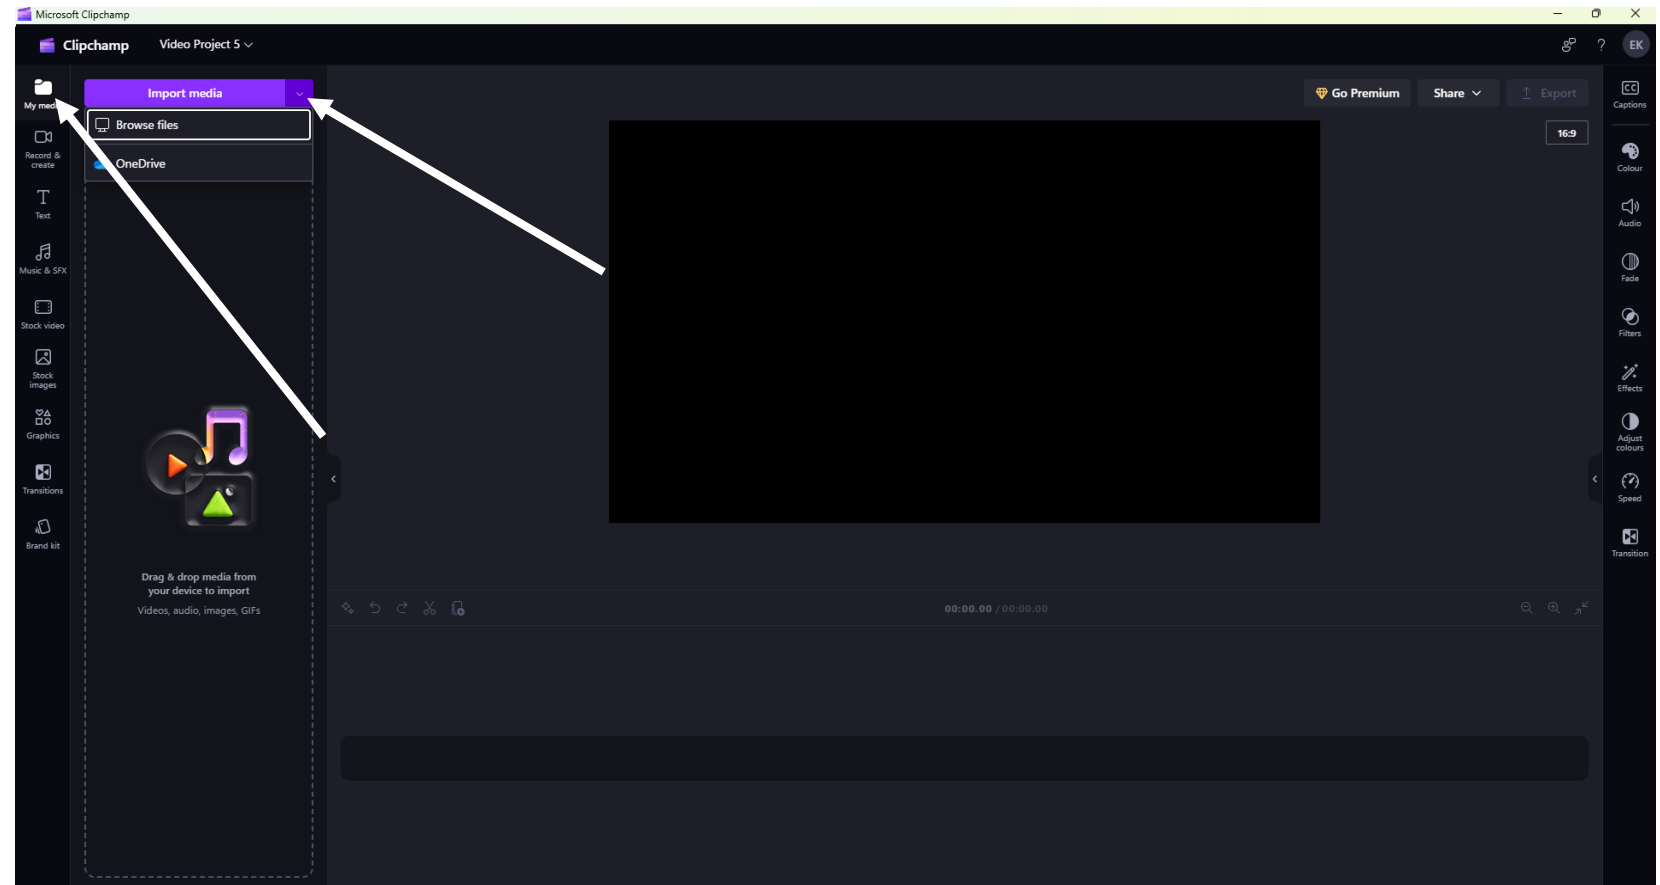 Microsoft Clipchamp
Clipchamp
Video Project 5
EK
My media
Import media
Browse files
OneDrive
Record &
create
Text
Music & SFX
Stock video
Stock
images
Graphics
Transitions
Brand kit
Drag & drop media from
your device to import
Videos, audio, images, GIFs
Go Premium
Share
Export
16:9
00:00.00 / 00:00.00
CC
Captions
Colour
Audio
Fade
Filters
Effects
Adjust
colours
Speed
Transition